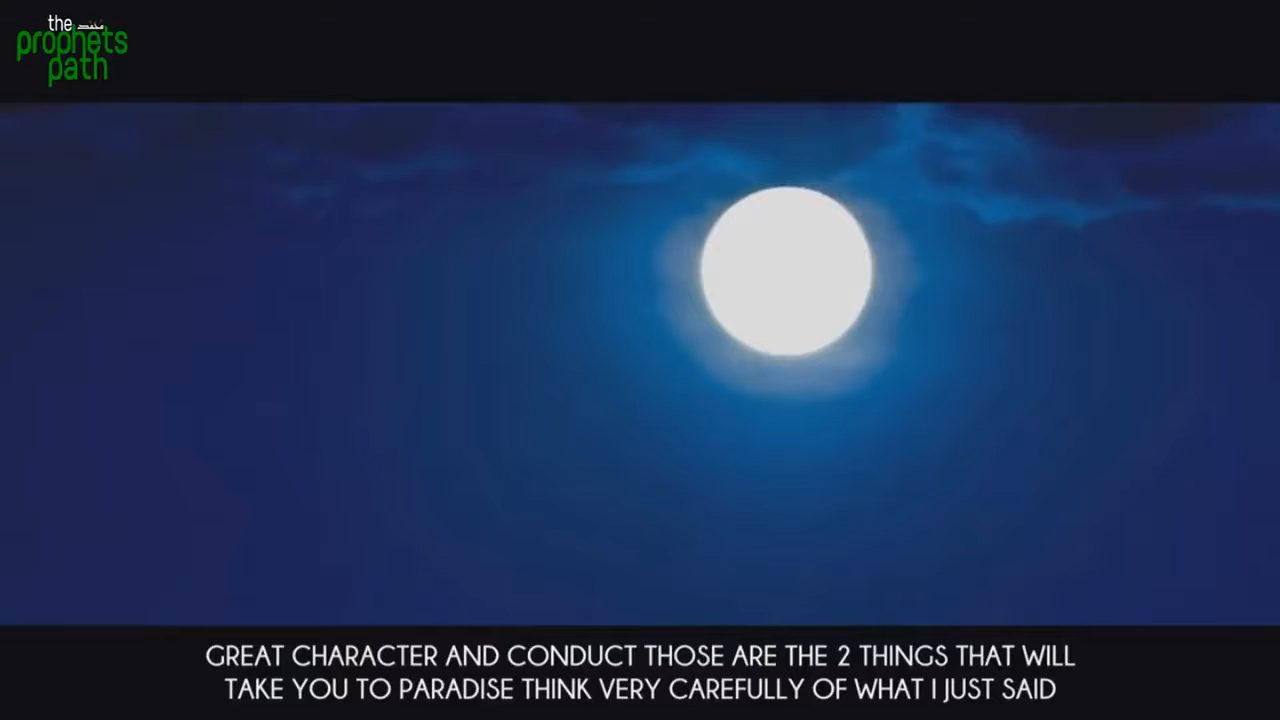 the محمد
prophets
path
GREAT CHARACTER AND CONDUCT THOSE ARE THE 2 THINGS THAT WILL
TAKE YOU TO PARADISE THINK VERY CAREFULLY OF WHAT I JUST SAID